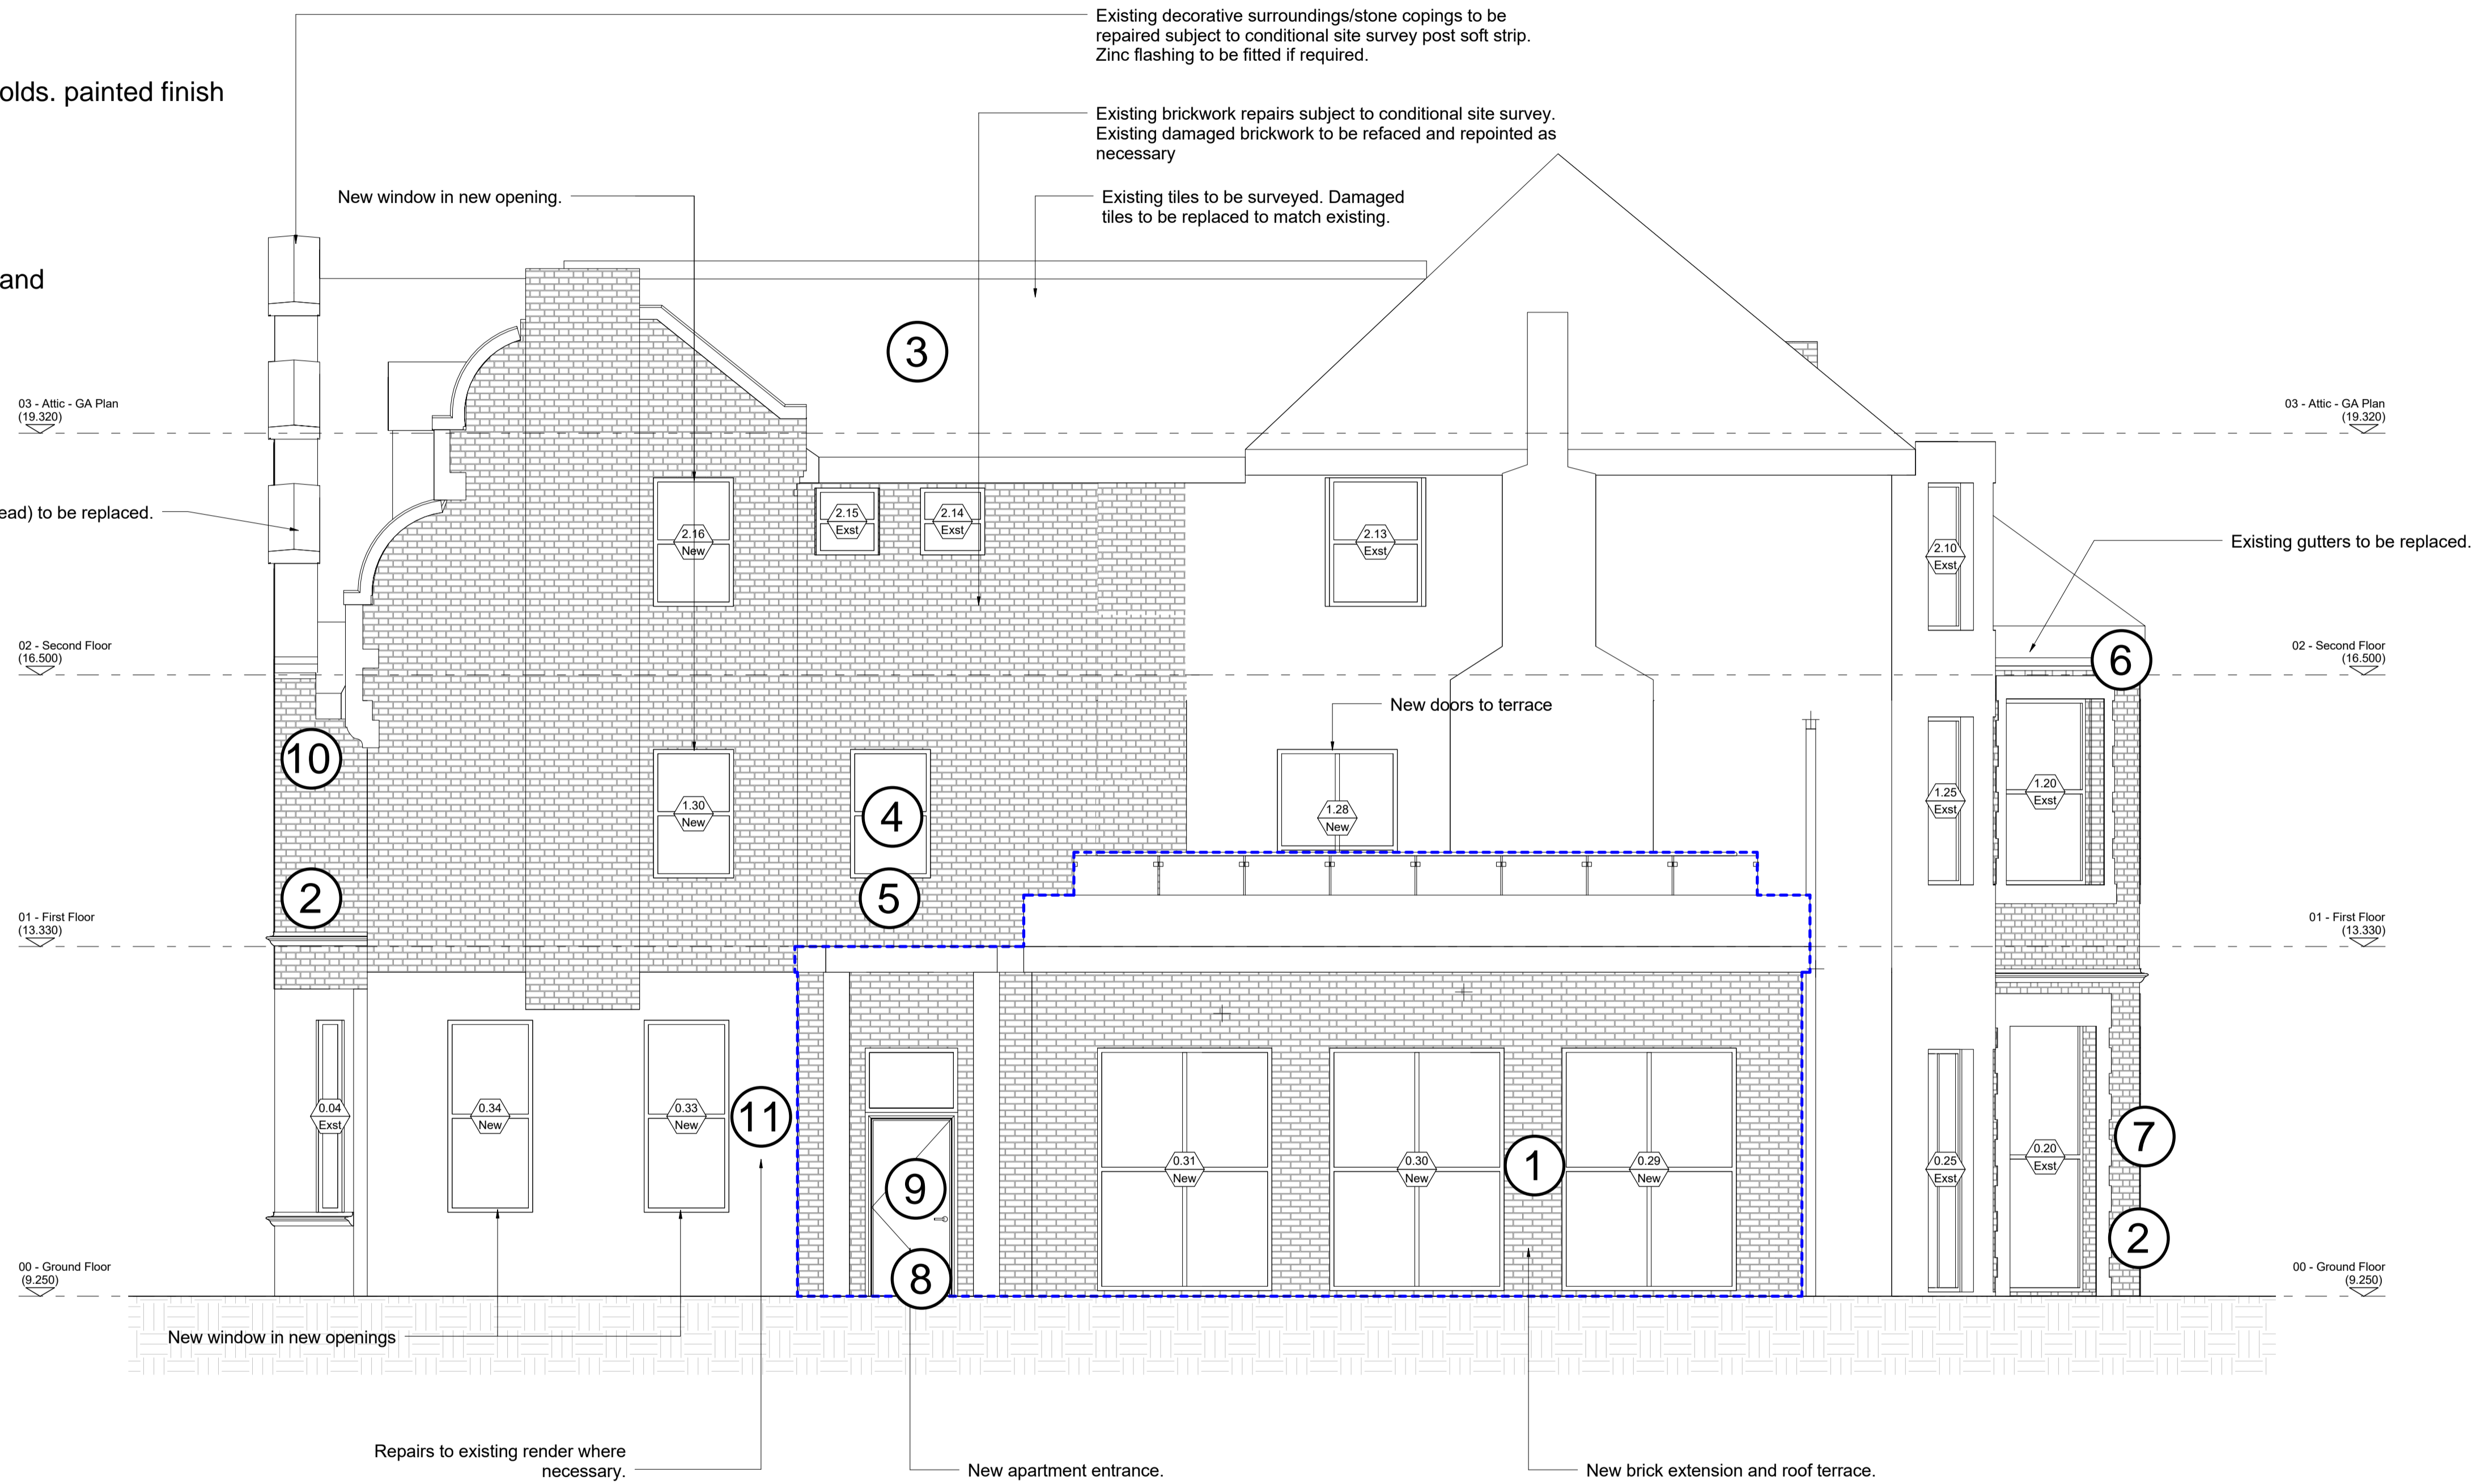 Existing decorative surroundings/stone copings to be
repaired subject to conditional site survey post soft strip.
Zinc flashing to be fitted if required.
olds. painted finish
Existing brickwork repairs subject to conditional site survey.
Existing damaged brickwork to be refaced and repointed as
necessary
New window in new opening.
Existing tiles to be surveyed. Damaged
tiles to be replaced to match existing.
and
3
03 - Attic - GA Plan
(19.320)
03 - Attic - GA Plan
(19.320)
ead) to be replaced.
2.16
New
2.15
Exst
2.14
Exst
2.13
Exst
2.10
Exst
Existing gutters to be replaced.
02 - Second Floor
(16.500)
02 - Second Floor
(16.500)
6
New doors to terrace
10
1.30
New
4
1.28
New
1.25
Exst
1.20
Exst
2
5
01 - First Floor
(13.330)
01 - First Floor
(13.330)
0.04
Exst
0.34
New
0.33
New
11
9
0.31
New
0.30
New
1
0.29
New
0.25
Exst
0.20
Exst
7
2
8
00 - Ground Floor
(9.250)
00 - Ground Floor
(9.250)
New window in new openings
Repairs to existing render where
necessary.
New apartment entrance.
New brick extension and roof terrace.